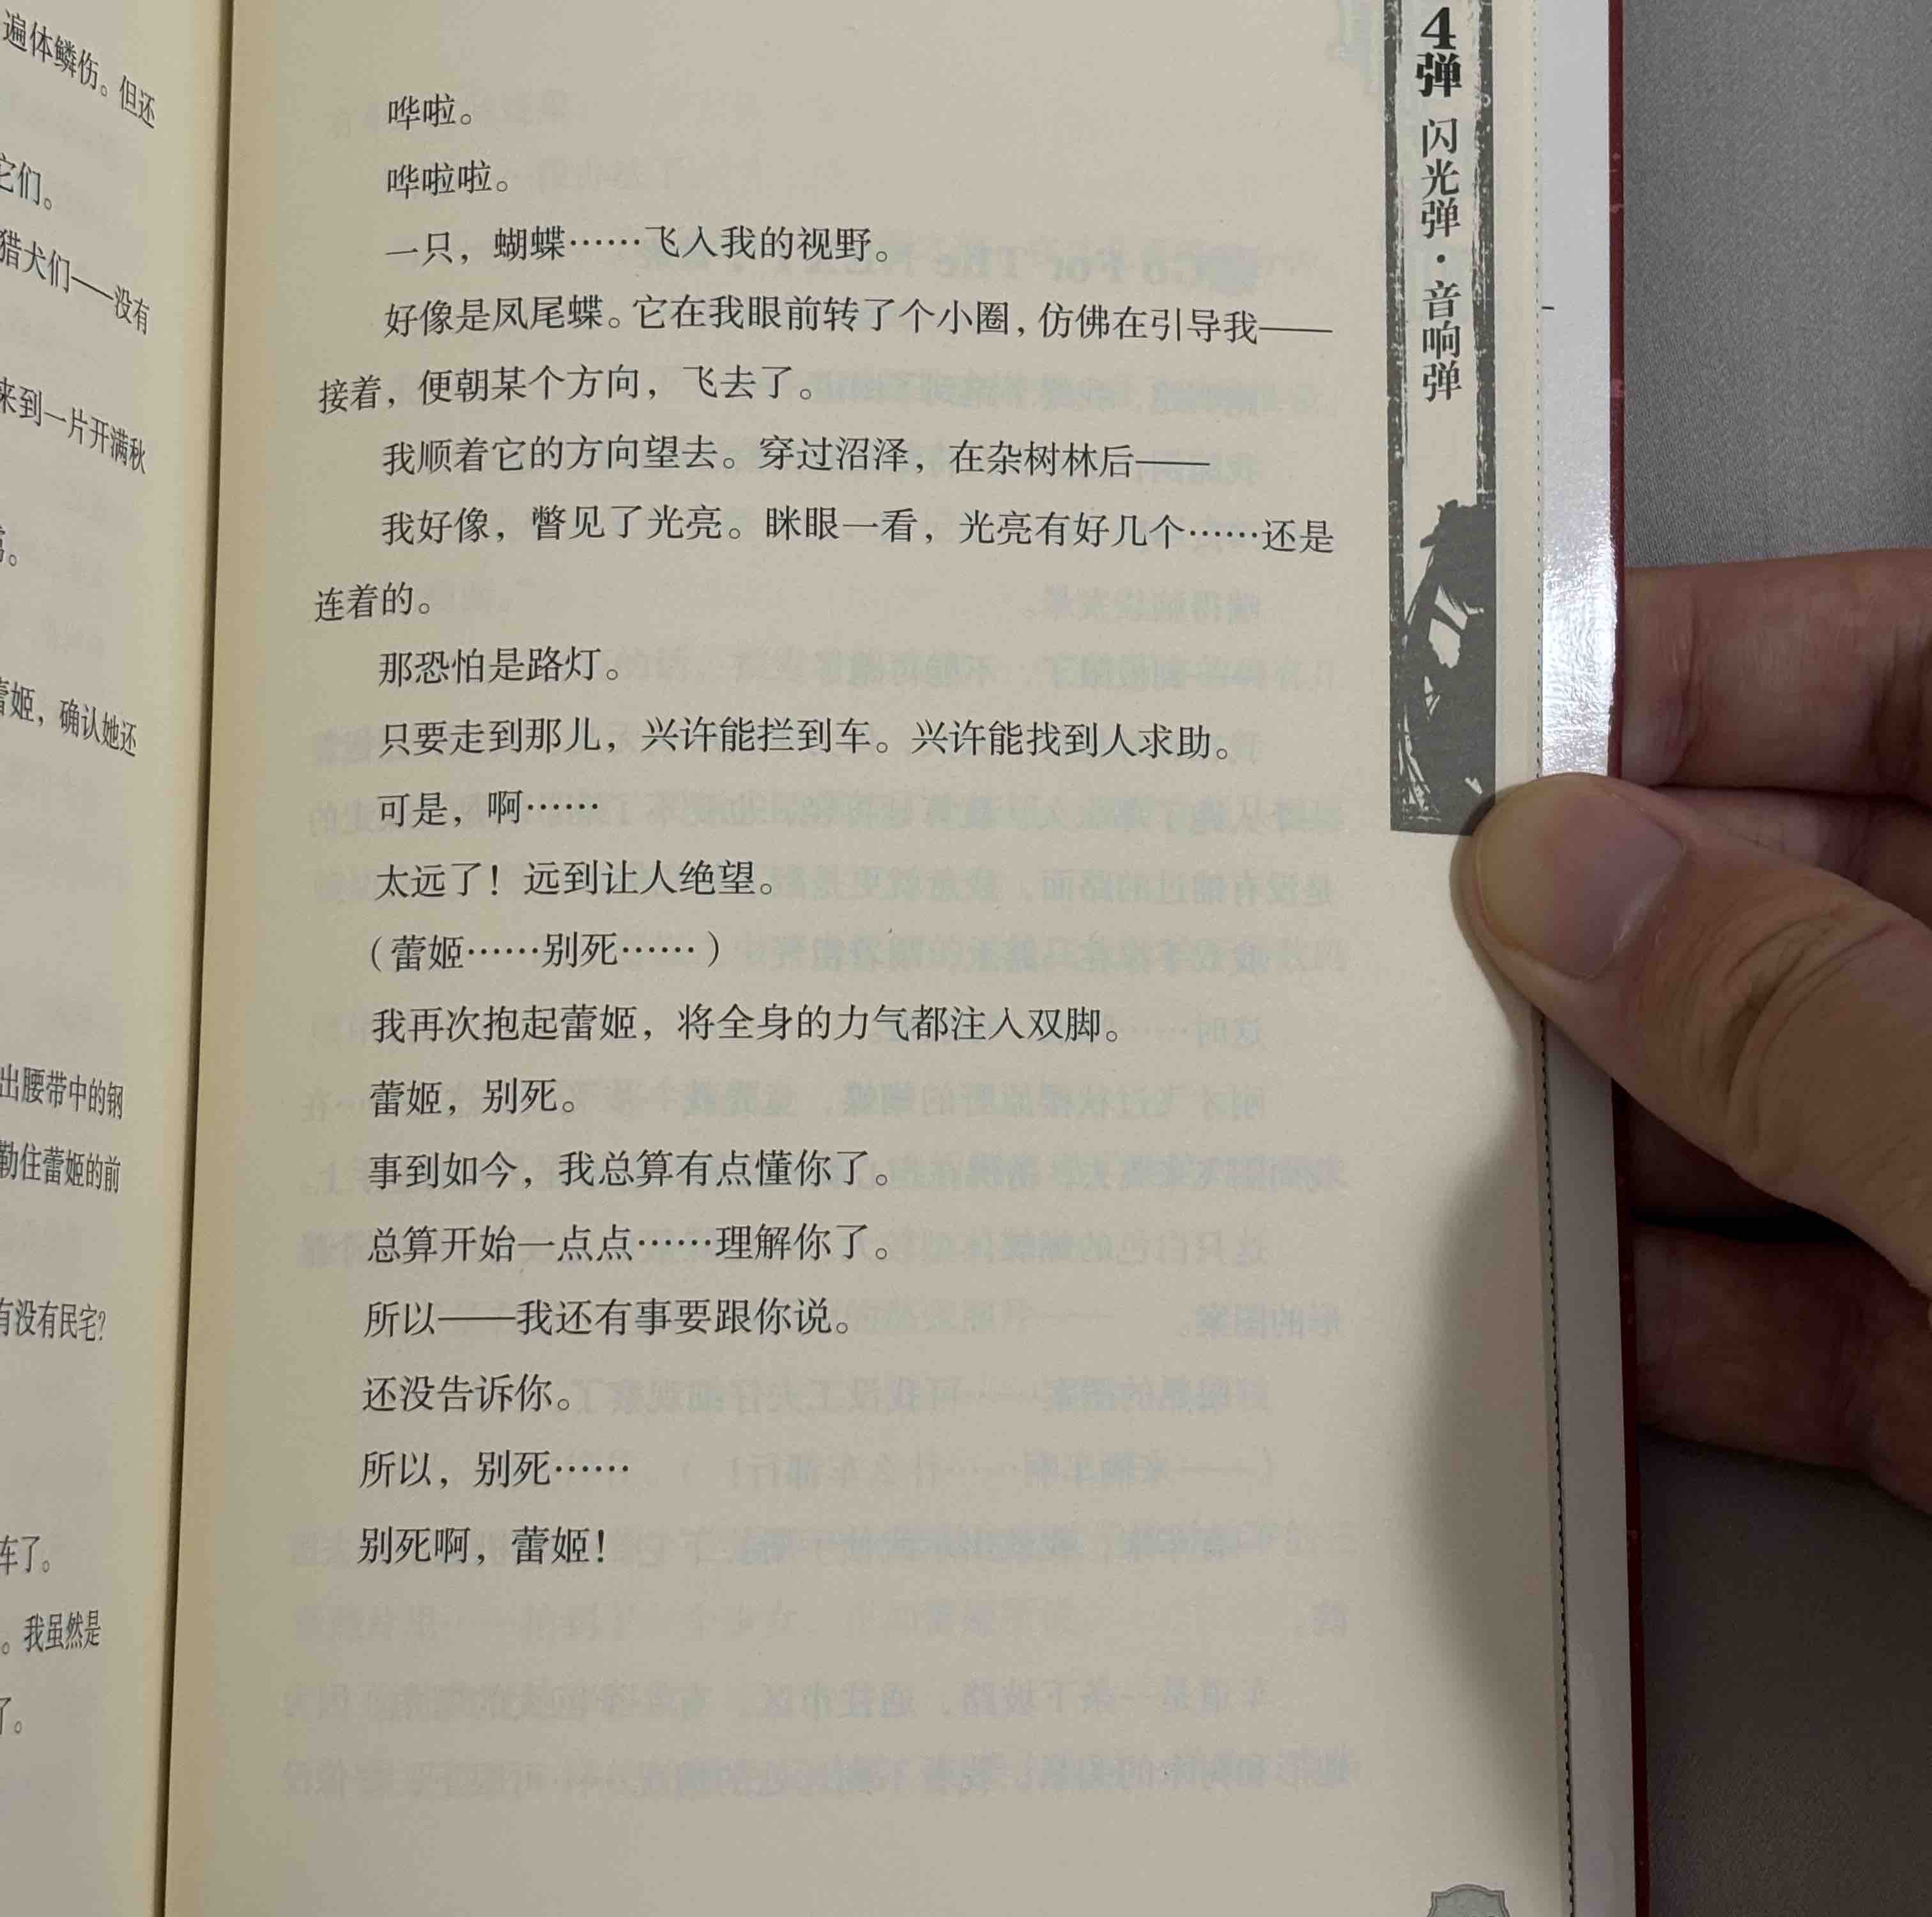 遍体鳞伤。但还
它们。
猎犬们——没有
来到一片开满秋
蕾姬，确认她还
出腰带中的钢
勒住蕾姬的前
有没有民宅？
车了。
。我虽然是
了。
哗啦。
哗啦啦。
一只，蝴蝶……飞入我的视野。
好像是凤尾蝶。它在我眼前转了个小圈，仿佛在引导我——
接着，便朝某个方向，飞去了。
我顺着它的方向望去。穿过沼泽，在杂树林后——
我好像，瞥见了光亮。眯眼一看，光亮有好几个……还是
连着的。
那恐怕是路灯。
只要走到那儿，兴许能拦到车。兴许能找到人求助。
可是，啊……
太远了！远到让人绝望。
（蕾姬……别死……）
我再次抱起蕾姬，将全身的力气都注入双脚。
蕾姬，别死。
事到如今，我总算有点懂你了。
总算开始一点点……理解你了。
所以——我还有事要跟你说。
还没告诉你。
所以，别死……
别死啊，蕾姬！
4弹 闪光弹·音响弹